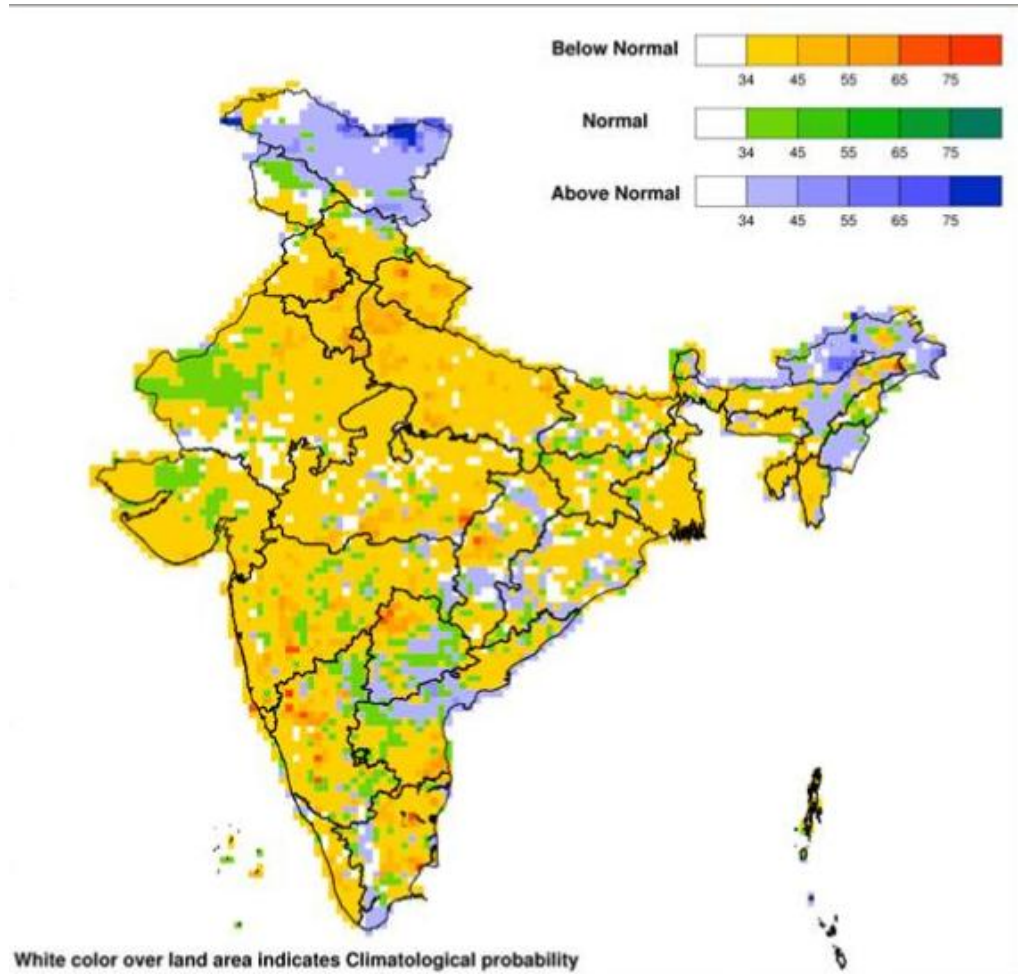 Below Normal
34 45 55 65 75
Normal
34 45 55 65 75
Above Normal
34 45 55 65 75
White color over land area indicates Climatological probability